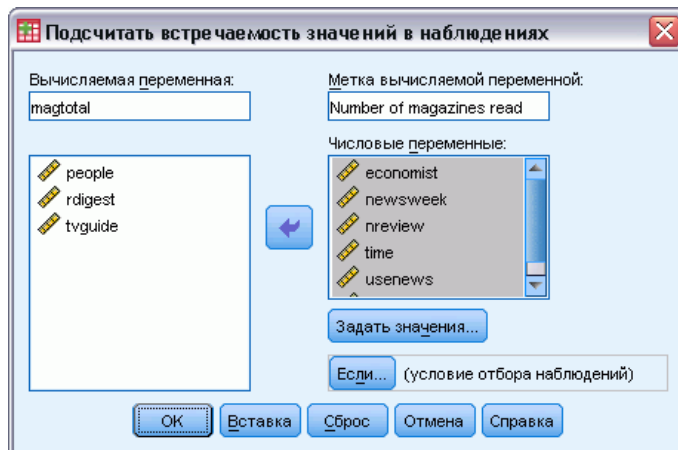 Подсчитать встречаемость значений в наблюдениях
Вычисляемая переменная:
magtotal
Метка вычисляемой переменной:
Number of magazines read
Числовые переменные:
people
rdigest
tvguide
economist
newsweek
nreview
time
usenews
Задать значения...
Если... (условие отбора наблюдений)
OK Вставка Сброс Отмена Справка